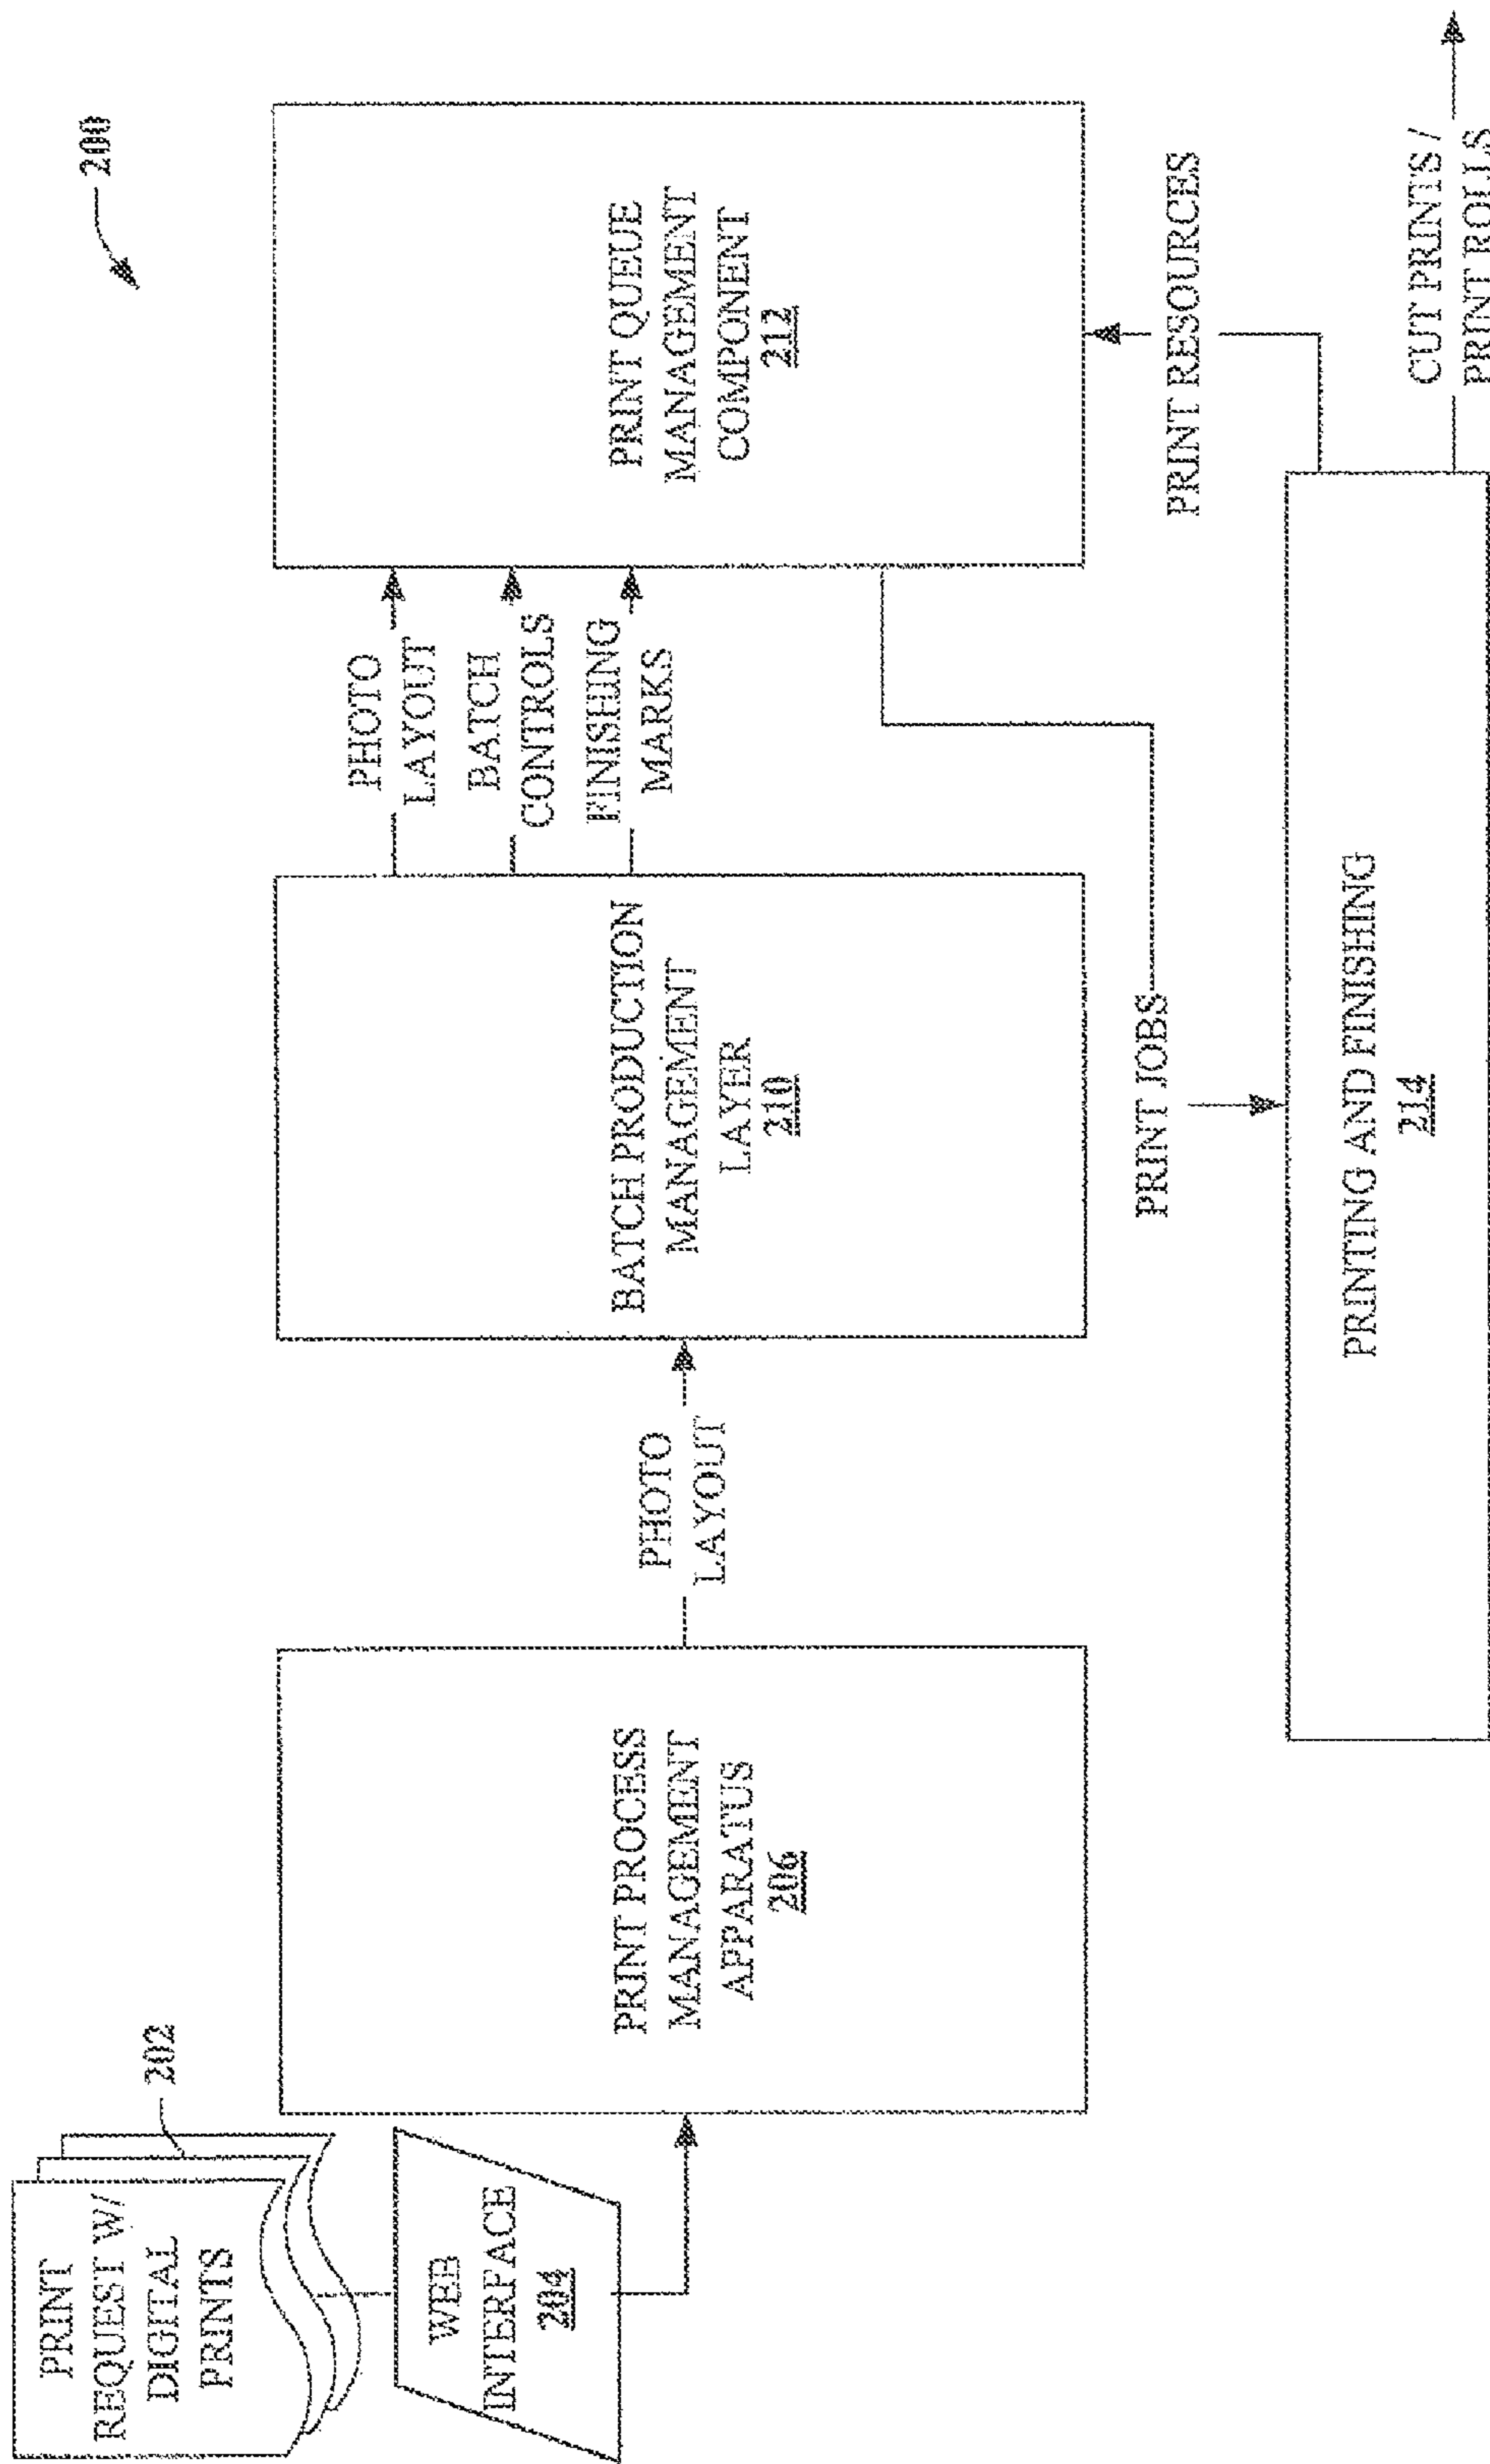 200
PRINT
REQUEST W/
DIGITAL
PRINTS
202
WEB
INTERFACE
204
PRINT PROCESS
MANAGEMENT
APPARATUS
206
PHOTO
LAYOUT
BATCH PRODUCTION
MANAGEMENT
LAYER
210
PHOTO
LAYOUT
BATCH
CONTROLS
FINISHING
MARKS
PRINT QUEUE
MANAGEMENT
COMPONENT
212
PRINT JOBS
PRINT RESOURCES
PRINTING AND FINISHING
214
CUT PRINTS /
PRINT ROLLS